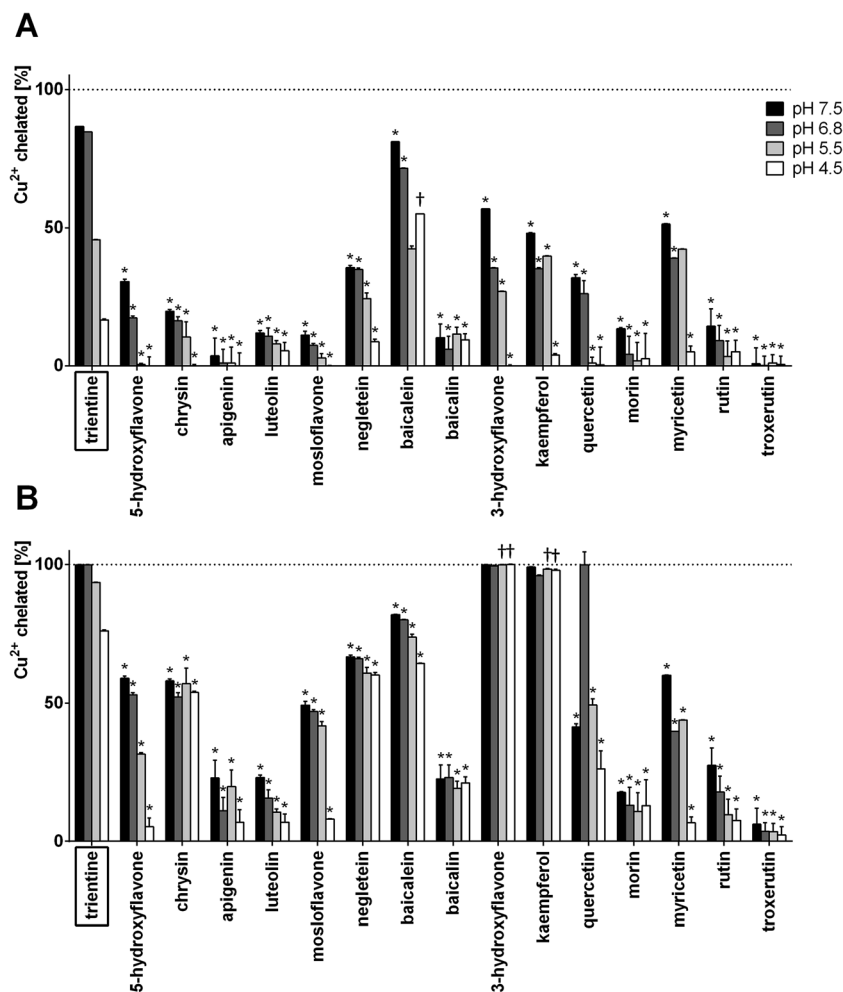 A
Cu²⁺ chelated [%]
100
50
0
pH 7.5
pH 6.8
pH 5.5
pH 4.5
* * * * * * * * * * * * * * * * * * * * * * * * * * * † * * * * * * * * * * * * * * * * * * * * * * * * * * * * * * * *
trientine
5-hydroxyflavone
chrysin
apigenin
luteolin
mosloflavone
negletein
baicalein
baicalin
3-hydroxyflavone
kaempferol
quercetin
morin
myricetin
rutin
troxerutin
B
Cu²⁺ chelated [%]
100
50
0
†† ††
trientine
5-hydroxyflavone
chrysin
apigenin
luteolin
mosloflavone
negletein
baicalein
baicalin
3-hydroxyflavone
kaempferol
quercetin
morin
myricetin
rutin
troxerutin